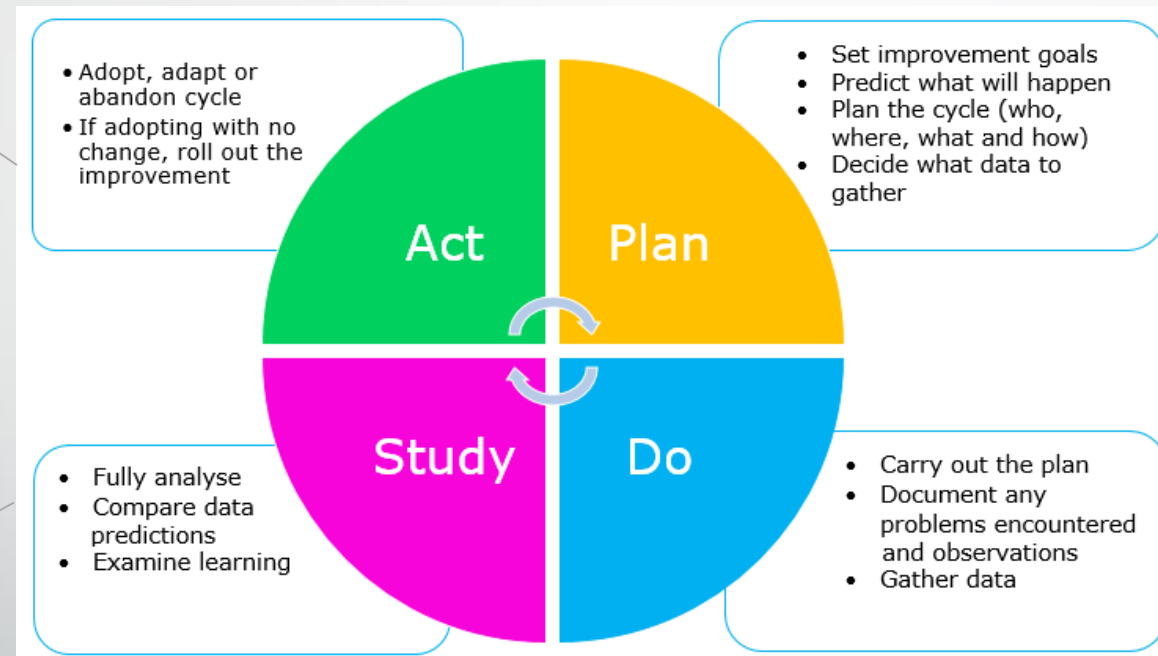 • Adopt, adapt or
abandon cycle
• If adopting with no
change, roll out the
improvement
• Set improvement goals
• Predict what will happen
• Plan the cycle (who,
where, what and how)
• Decide what data to
gather
Act
Plan
Study
Do
• Fully analyse
• Compare data
predictions
• Examine learning
• Carry out the plan
• Document any
problems encountered
and observations
• Gather data